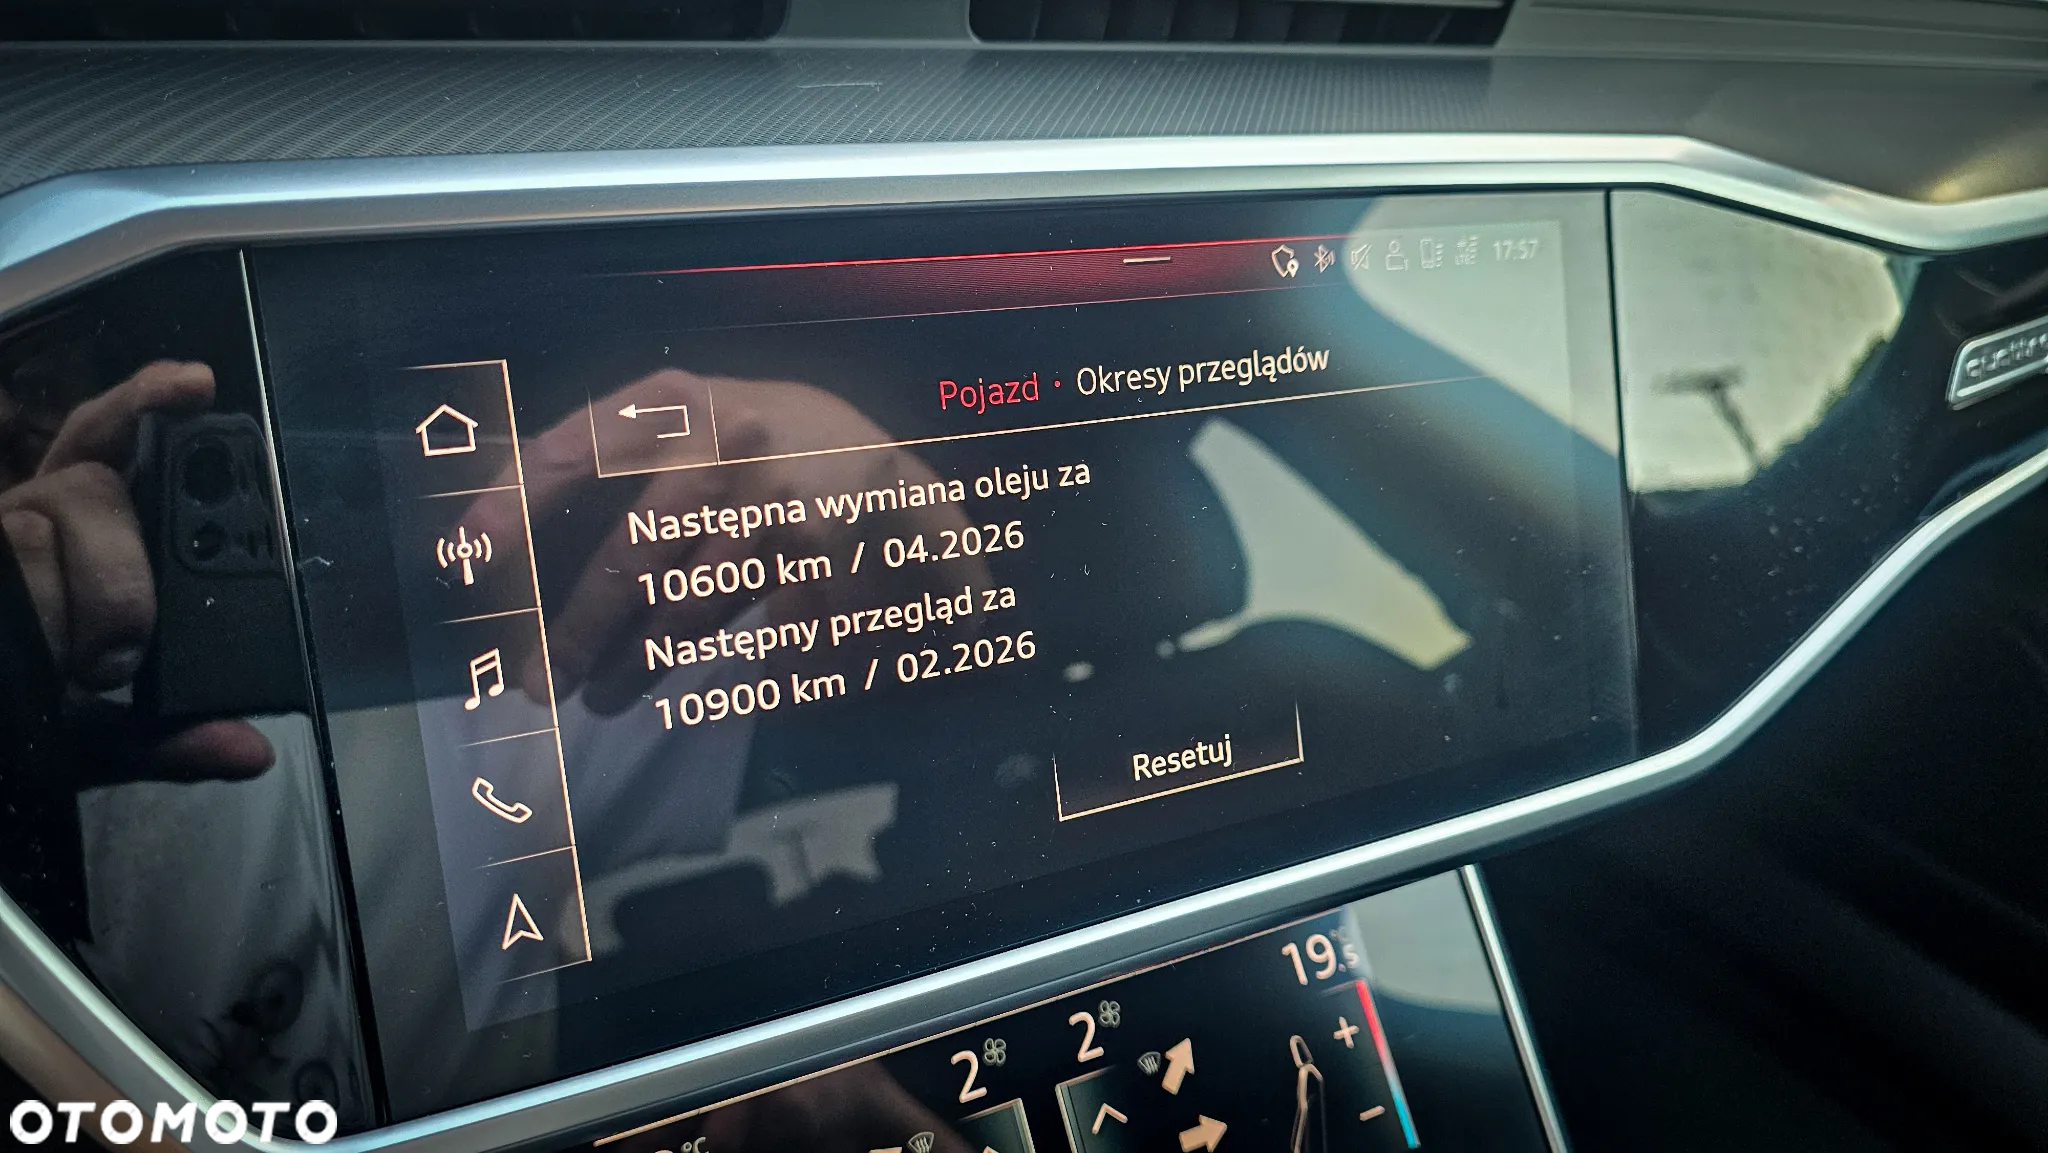 17:57
quattro
Pojazd • Okresy przeglądów
Następna wymiana oleju za
10600 km / 04.2026
Następny przegląd za
10900 km / 02.2026
Resetuj
19.5
2
2
+
−
°C
OTOMOTO